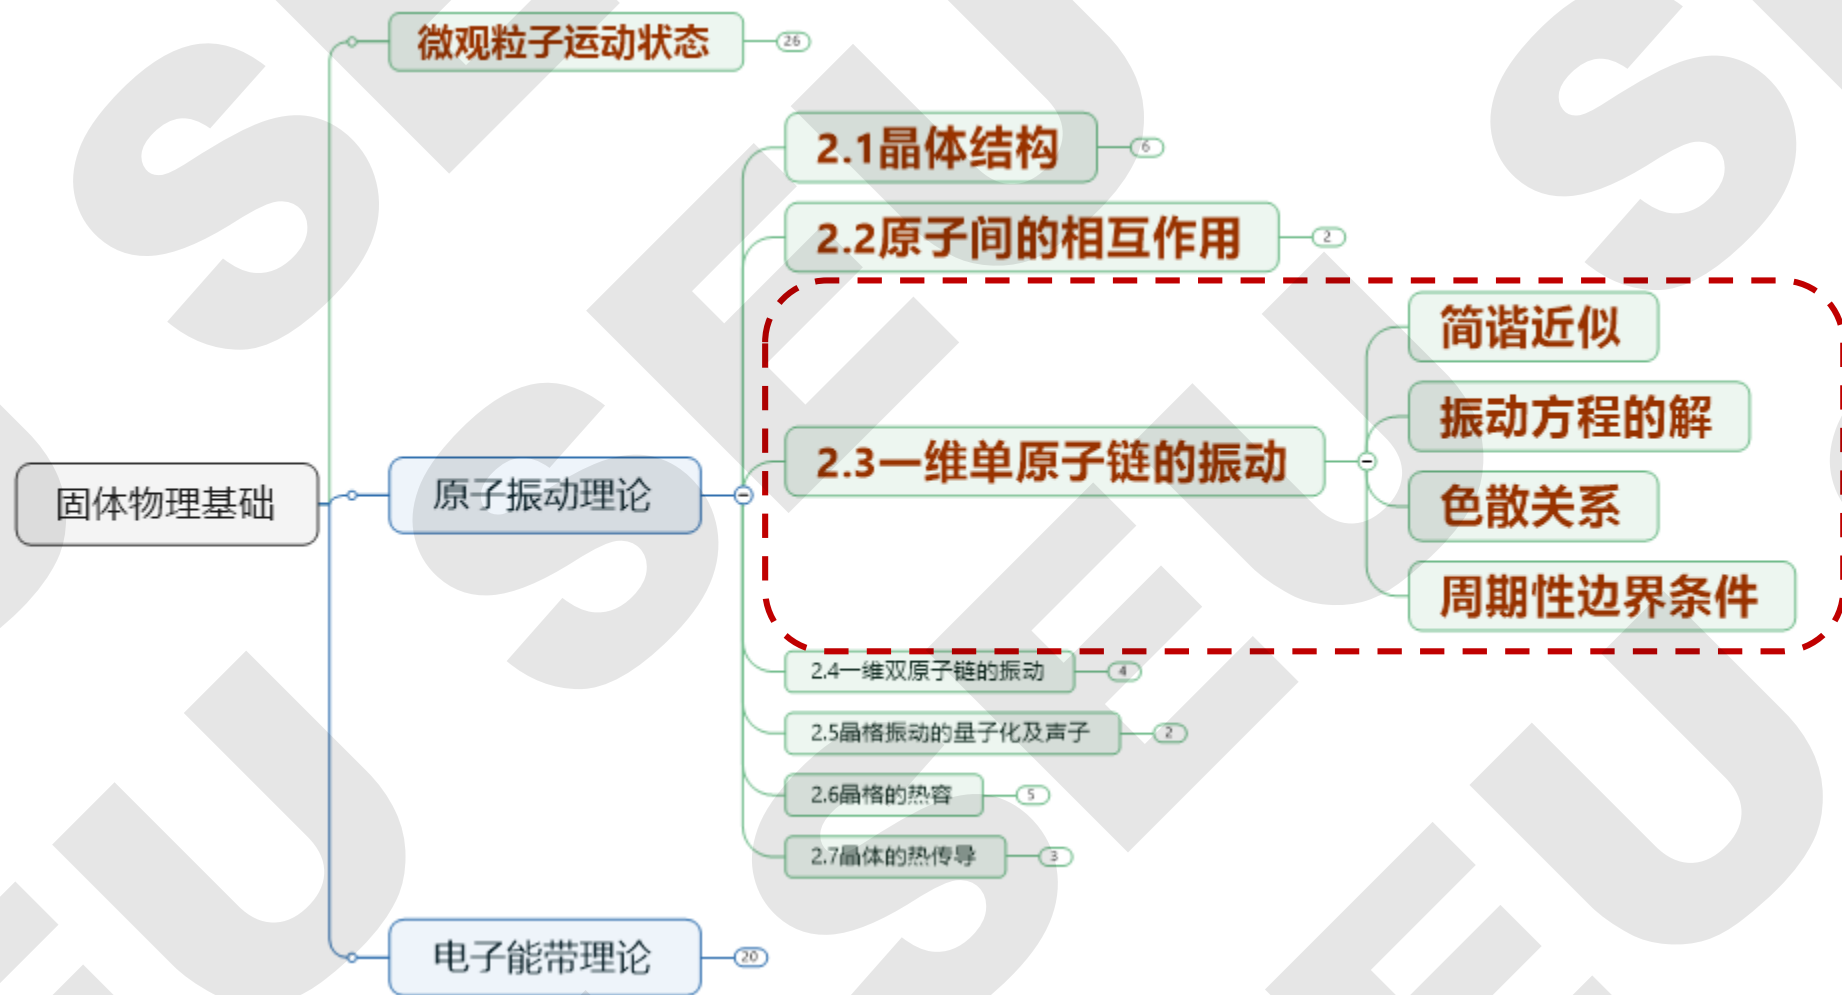 微观粒子运动状态
26
2.1晶体结构
6
2.2原子间的相互作用
2
简谐近似
振动方程的解
2.3一维单原子链的振动
固体物理基础
原子振动理论
色散关系
周期性边界条件
2.4一维双原子链的振动
4
2.5晶格振动的量子化及声子
2
2.6晶格的热容
5
2.7晶体的热传导
3
电子能带理论
20
SEU
SEU
SEU